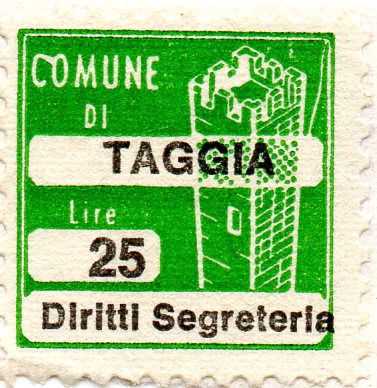 COMUNE
DI
TAGGIA
Lire
25
Diritti Segreteria